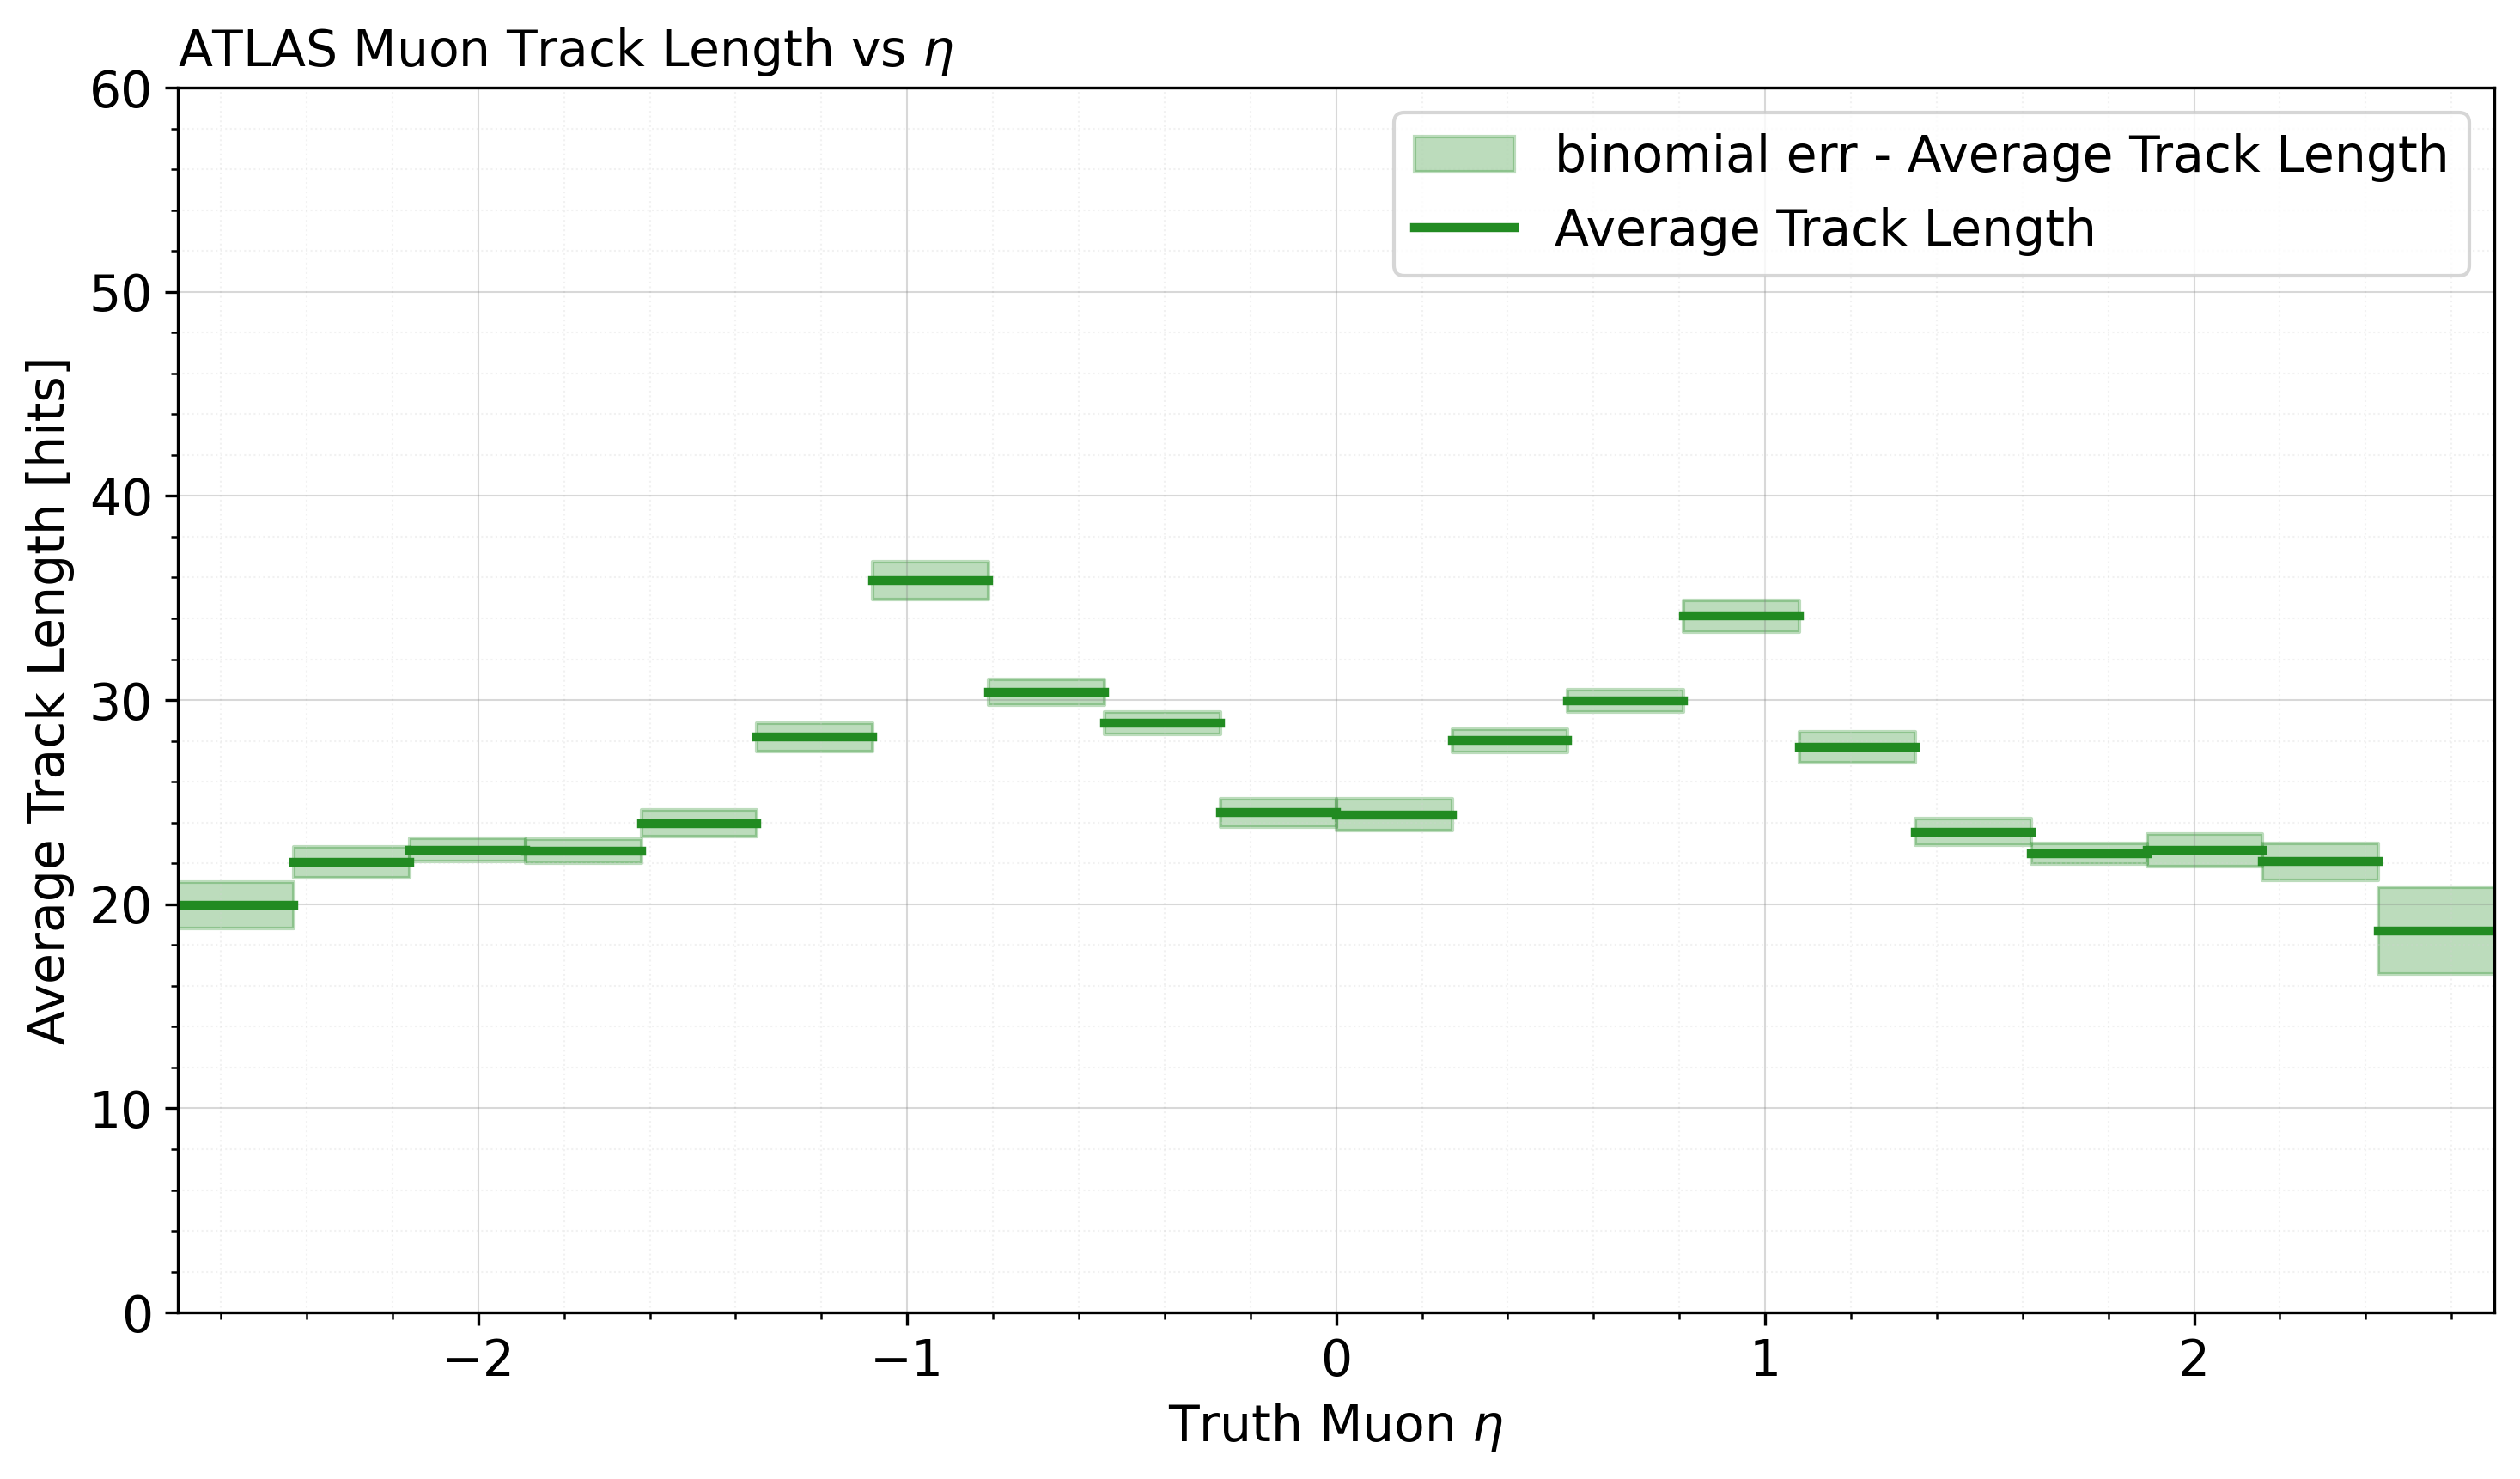 ATLAS Muon Track Length vs η
binomial err - Average Track Length
Average Track Length
Average Track Length [hits]
60
50
40
30
20
10
0
−2
−1
0
1
2
Truth Muon η